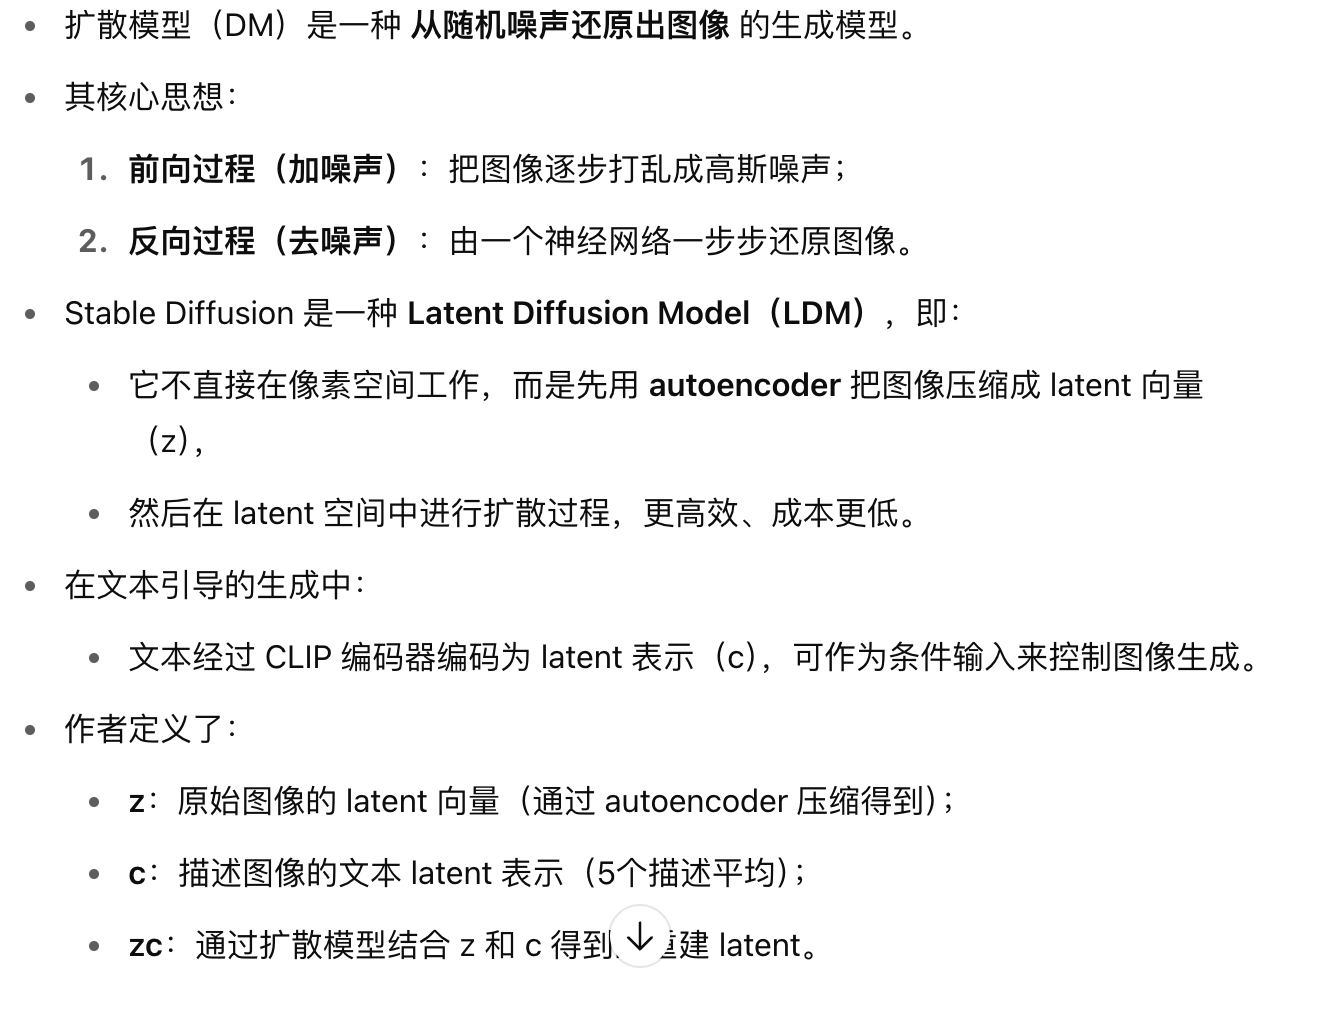 • 扩散模型（DM）是一种 从随机噪声还原出图像 的生成模型。
• 其核心思想：
1. 前向过程（加噪声）：把图像逐步打乱成高斯噪声；
2. 反向过程（去噪声）：由一个神经网络一步步还原图像。
• Stable Diffusion 是一种 Latent Diffusion Model（LDM），即：
• 它不直接在像素空间工作，而是先用 autoencoder 把图像压缩成 latent 向量
（z），
• 然后在 latent 空间中进行扩散过程，更高效、成本更低。
• 在文本引导的生成中：
• 文本经过 CLIP 编码器编码为 latent 表示（c），可作为条件输入来控制图像生成。
• 作者定义了：
• z：原始图像的 latent 向量（通过 autoencoder 压缩得到）；
• c：描述图像的文本 latent 表示（5个描述平均）；
• zc：通过扩散模型结合 z 和 c 得到建 latent。